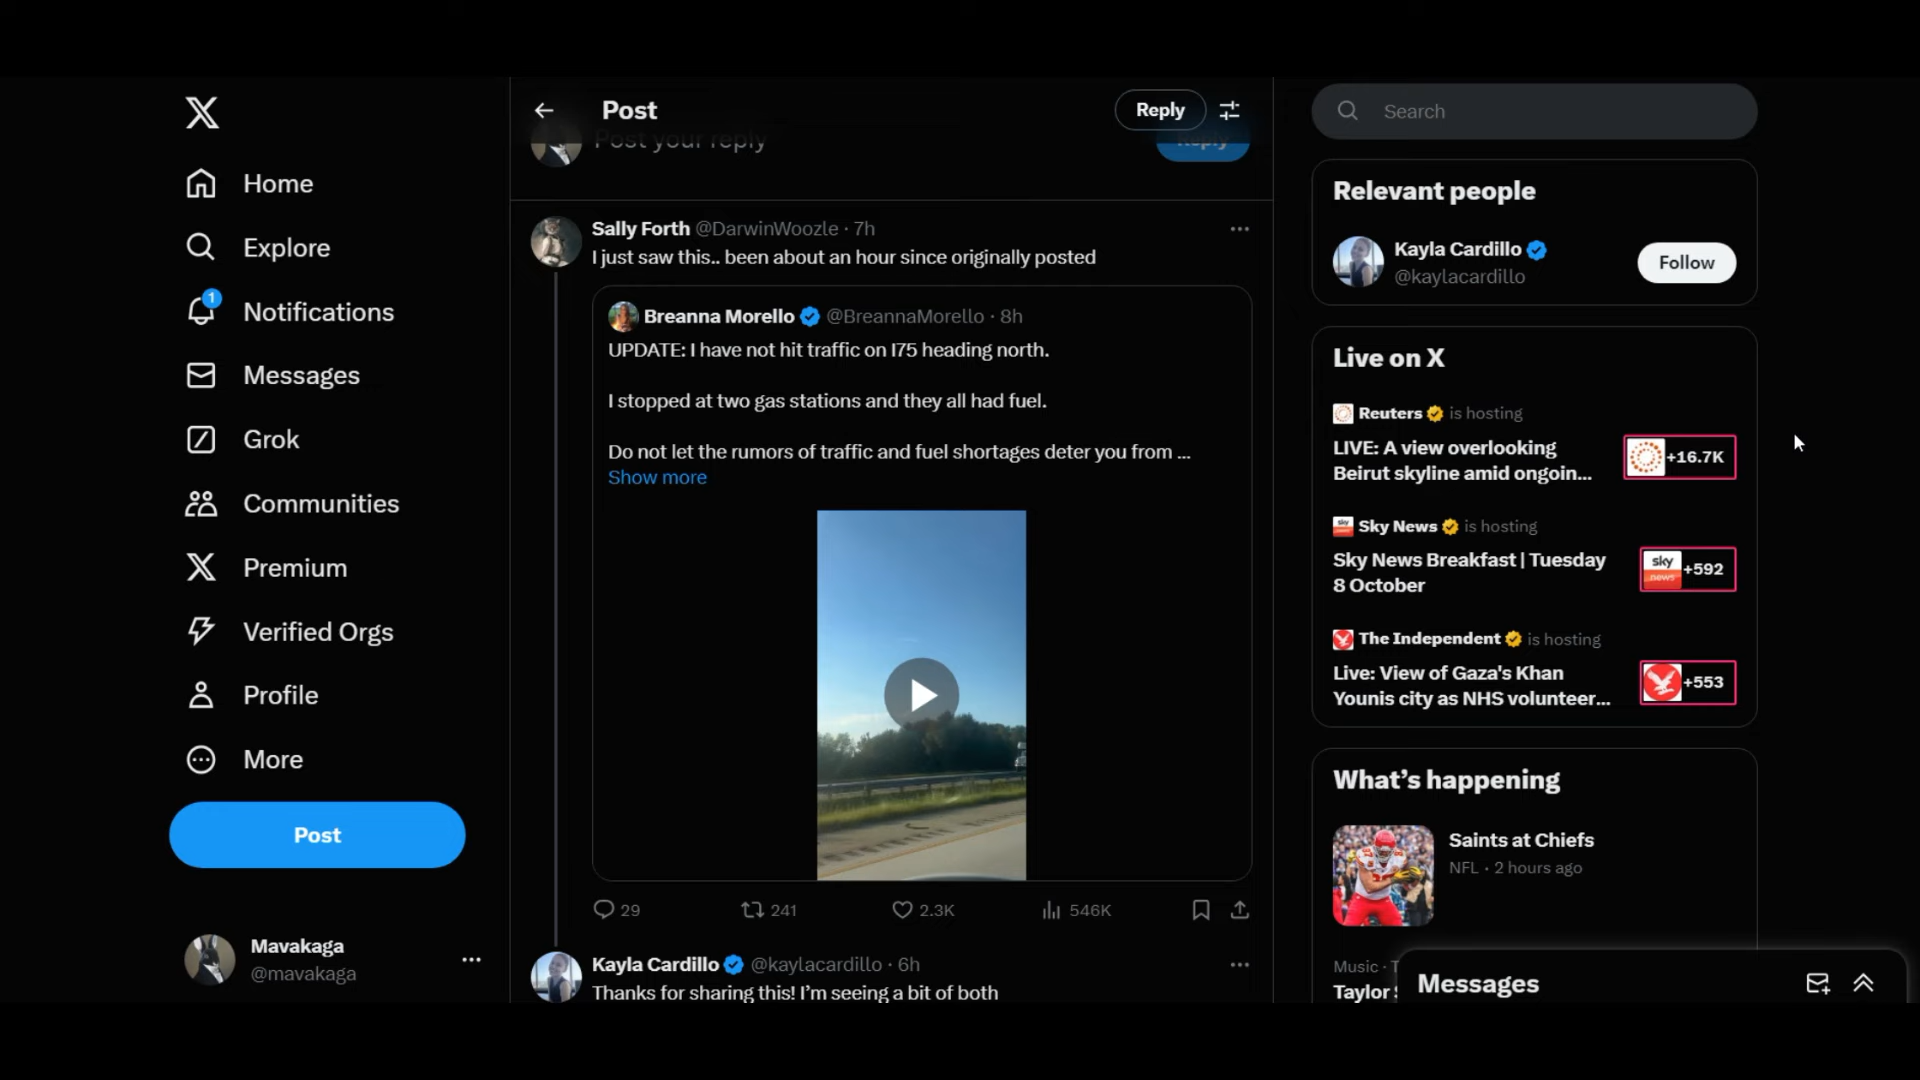 Home
Explore
1
Notifications
Messages
Grok
Communities
Premium
Verified Orgs
Profile
More
Post
Mavakaga
@mavakaga
Post
Reply
Post your reply
Reply
Sally Forth @DarwinWoozle · 7h
I just saw this.. been about an hour since originally posted
Breanna Morello @BreannaMorello · 8h
UPDATE: I have not hit traffic on I75 heading north.
I stopped at two gas stations and they all had fuel.
Do not let the rumors of traffic and fuel shortages deter you from ...
Show more
29
241
2.3K
546K
Kayla Cardillo @kaylacardillo · 6h
Thanks for sharing this! I'm seeing a bit of both
Search
Relevant people
Kayla Cardillo
@kaylacardillo
Follow
Live on X
Reuters is hosting
LIVE: A view overlooking
Beirut skyline amid ongoin...
+16.7K
Sky News is hosting
Sky News Breakfast | Tuesday
8 October
sky news
+592
The Independent is hosting
Live: View of Gaza's Khan
Younis city as NHS volunteer...
+553
What's happening
Saints at Chiefs
NFL · 2 hours ago
Music ·
Taylor
Messages